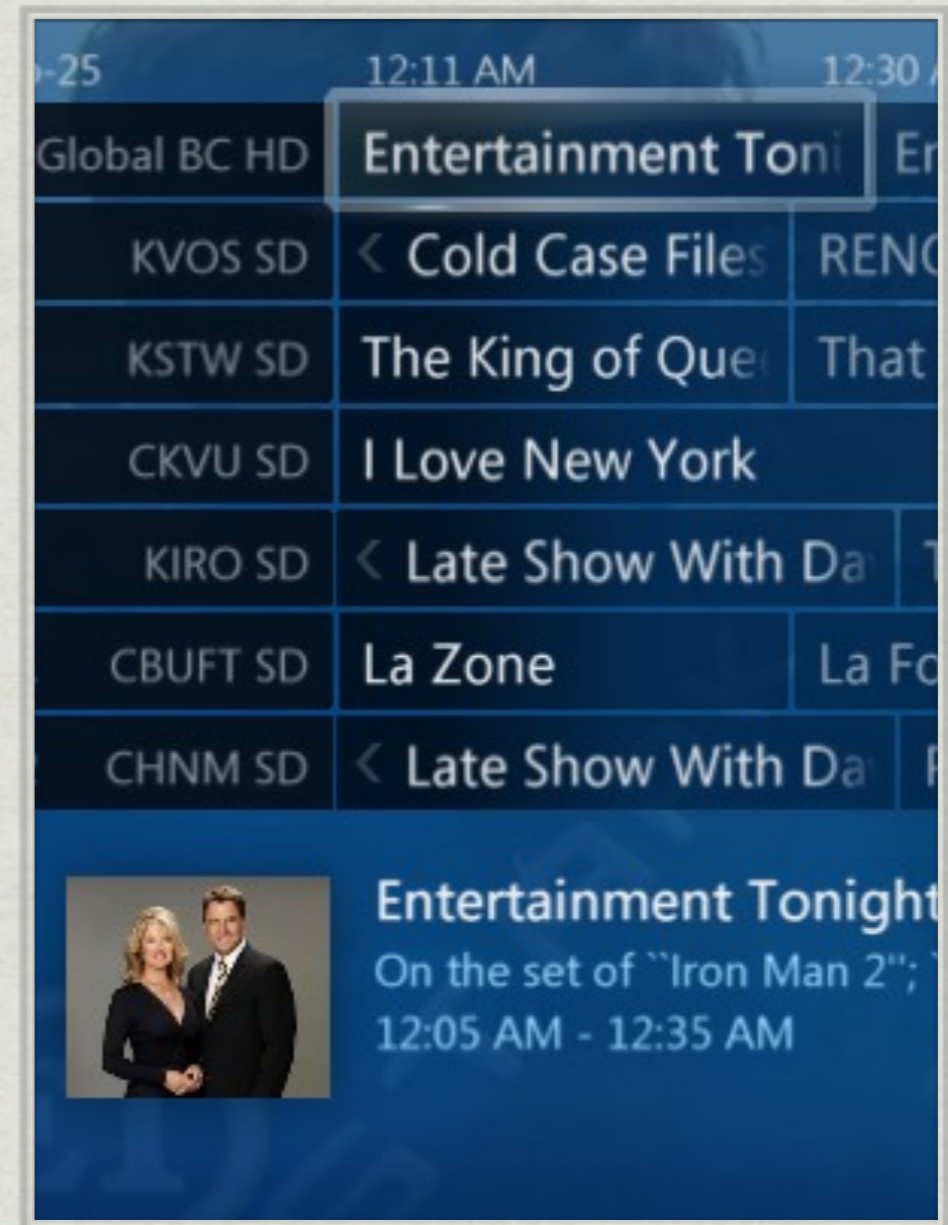 -25 12:11 AM 12:30
Global BC HD Entertainment Toni
KVOS SD < Cold Case Files
KSTW SD The King of Que That
CKVU SD I Love New York
KIRO SD < Late Show With Da
CBUFT SD La Zone La Fo
CHNM SD < Late Show With Da
Entertainment Tonight
On the set of ``Iron Man 2";
12:05 AM - 12:35 AM